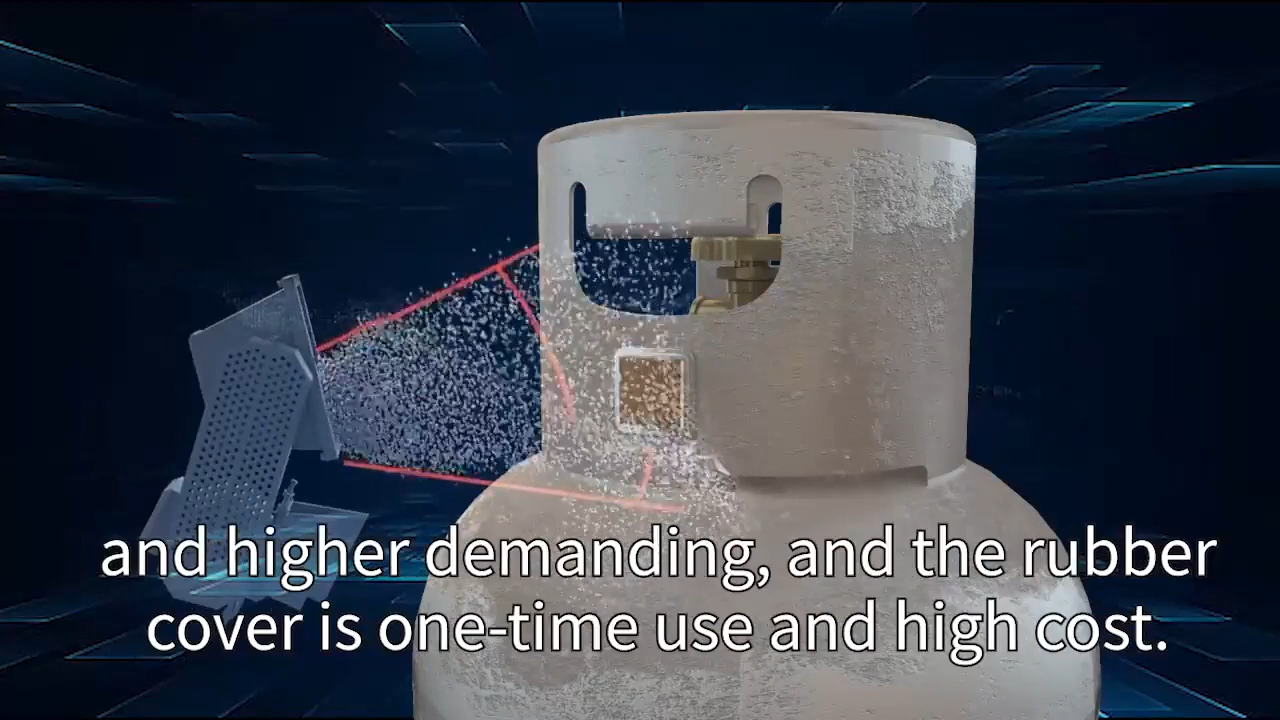 and higher demanding, and the rubber
cover is one-time use and high cost.